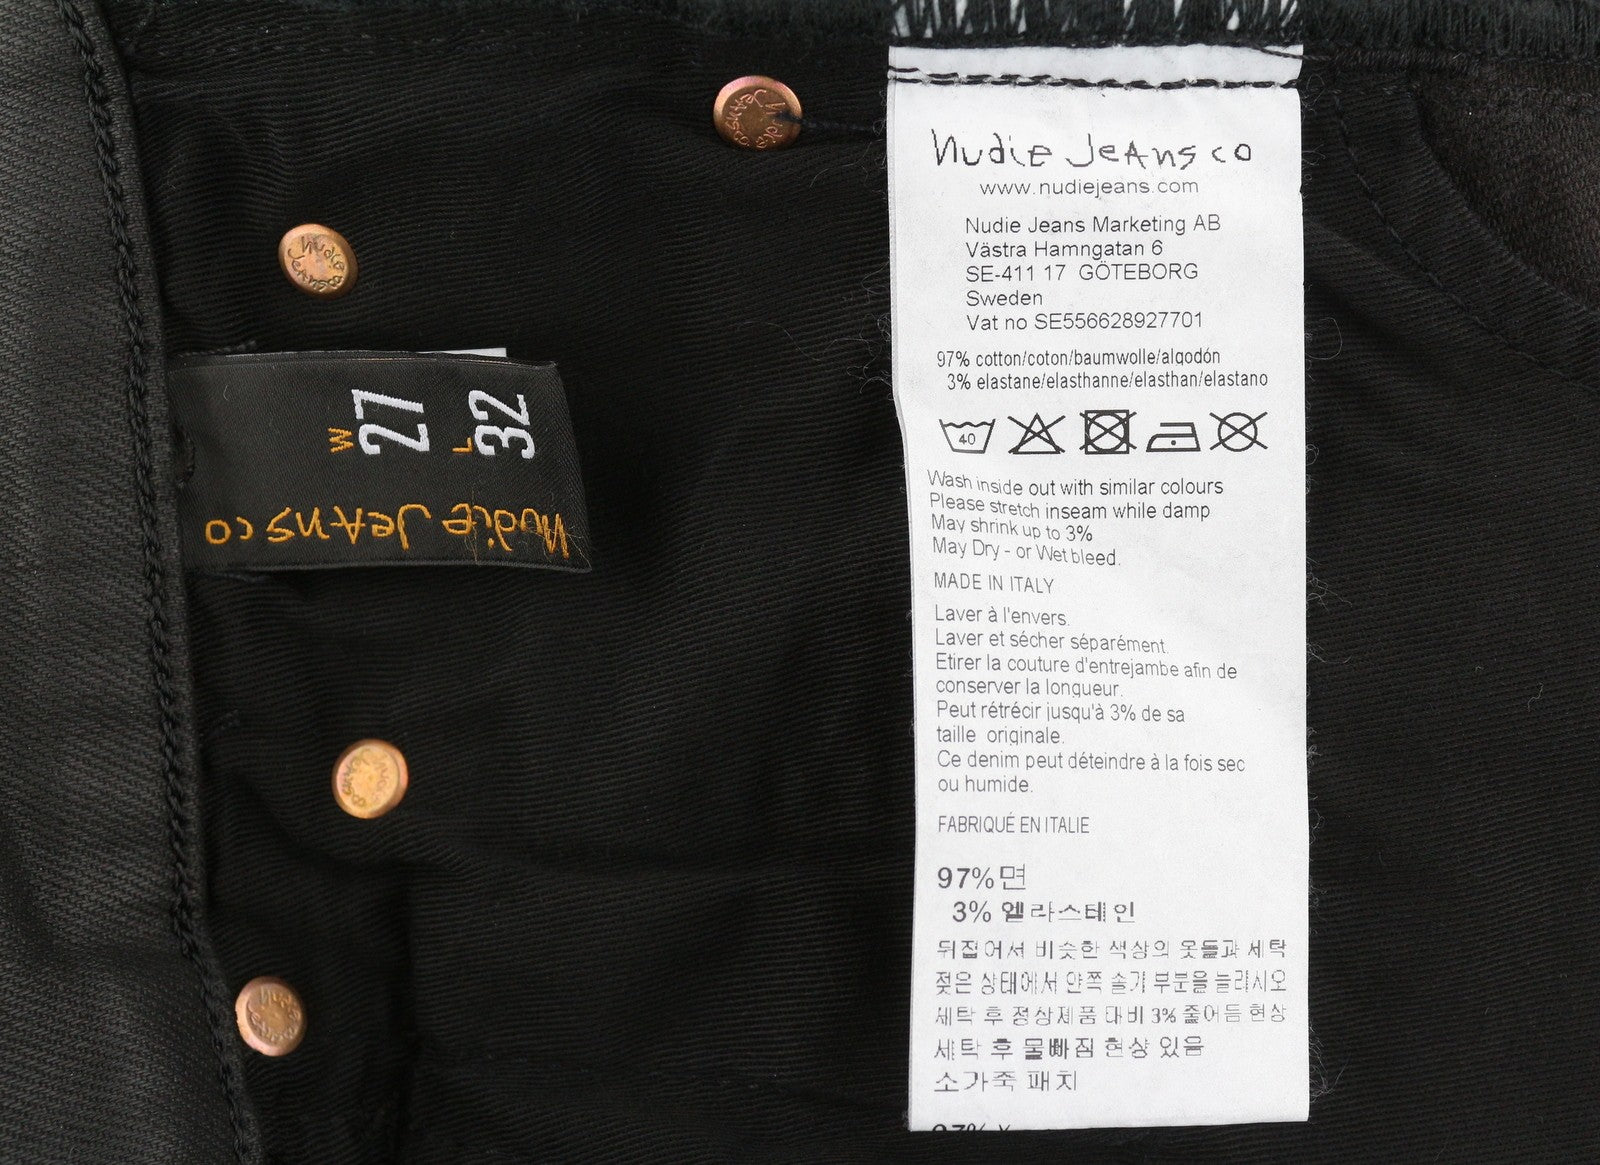 Nudie Jeans co
W 27
L 32
Nudie Jeans co
www.nudiejeans.com
Nudie Jeans Marketing AB
Västra Hamngatan 6
SE-411 17 GÖTEBORG
Sweden
Vat no SE556628927701
97% cotton/coton/baumwolle/algodón
3% elastane/elasthanne/elasthan/elastano
40
Wash inside out with similar colours
Please stretch inseam while damp
May shrink up to 3%
May Dry - or Wet bleed.
MADE IN ITALY
Laver à l'envers.
Laver et sécher séparément.
Etirer la couture d'entrejambe afin de
conserver la longueur.
Peut rétrécir jusqu'à 3% de sa
taille originale.
Ce denim peut déteindre à la fois sec
ou humide.
FABRIQUÉ EN ITALIE
97% 면
3% 엘라스테인
뒤집어서 비슷한 색상의 옷들과 세탁
젖은 상태에서 안쪽 솔기 부분을 늘리시오
세탁 후 정상제품 대비 3% 줄어듬 현상
세탁 후 물빠짐 현상 있음
소가죽 패치
Nudie Jeans
Nudie Jeans
Nudie Jeans
Nudie Jeans